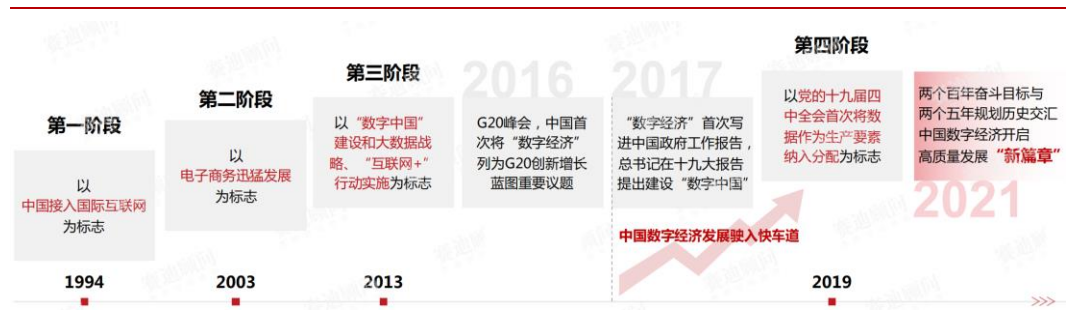 第一阶段
以
中国接入国际互联网
为标志
1994
第二阶段
以
电子商务迅猛发展
为标志
2003
第三阶段
以“数字中国”
建设和大数据战
略、“互联网+”
行动实施为标志
2013
2016
G20峰会，中国首
次将“数字经济”
列为G20创新增长
蓝图重要议题
2017
“数字经济”首次写
进中国政府工作报告，
总书记在十九大报告
提出建设“数字中国”
中国数字经济发展驶入快车道
第四阶段
以党的十九届四
中全会首次将数
据作为生产要素
纳入分配为标志
2019
两个百年奋斗目标与
两个五年规划历史交汇
中国数字经济开启
高质量发展“新篇章”
2021
>>>